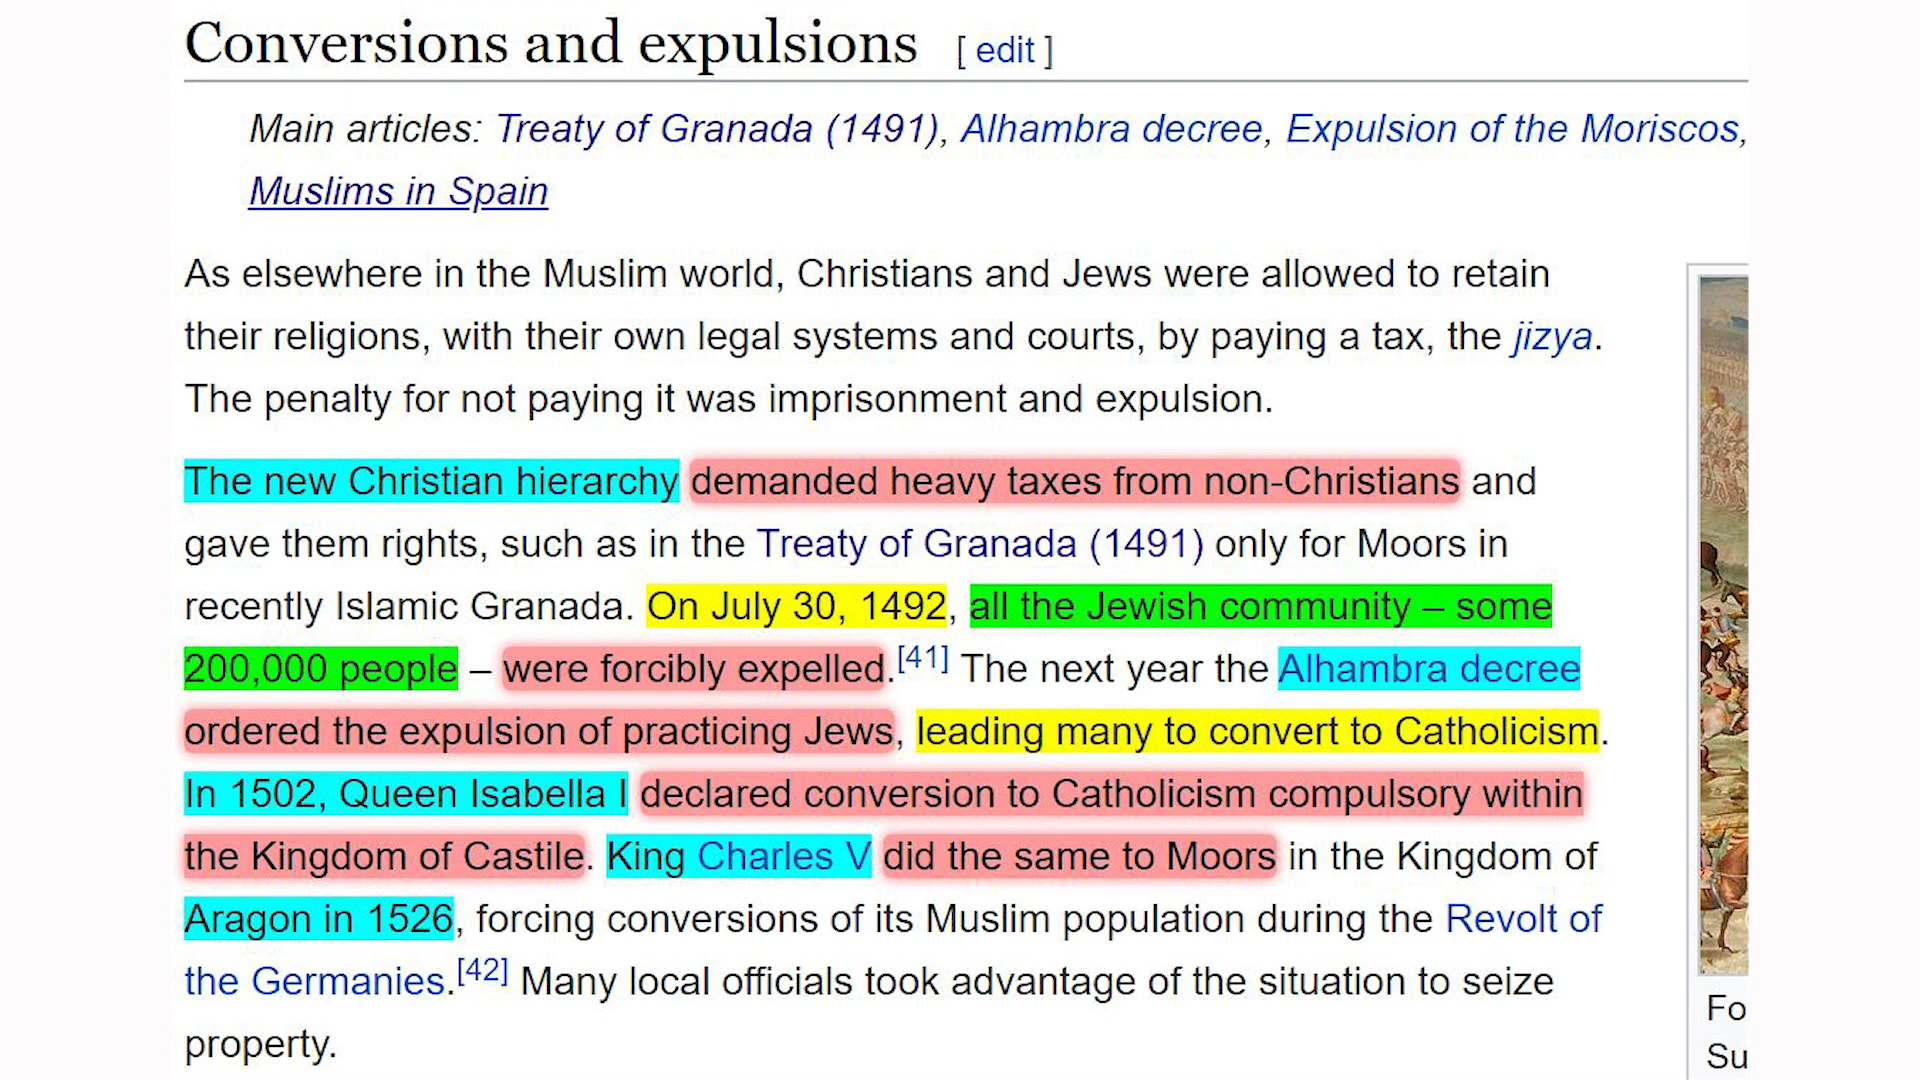 Conversions and expulsions [ edit ]
Main articles: Treaty of Granada (1491), Alhambra decree, Expulsion of the Moriscos,
Muslims in Spain
As elsewhere in the Muslim world, Christians and Jews were allowed to retain
their religions, with their own legal systems and courts, by paying a tax, the jizya.
The penalty for not paying it was imprisonment and expulsion.
The new Christian hierarchy demanded heavy taxes from non-Christians and
gave them rights, such as in the Treaty of Granada (1491) only for Moors in
recently Islamic Granada. On July 30, 1492, all the Jewish community – some
200,000 people – were forcibly expelled.[41] The next year the Alhambra decree
ordered the expulsion of practicing Jews, leading many to convert to Catholicism.
In 1502, Queen Isabella I declared conversion to Catholicism compulsory within
the Kingdom of Castile. King Charles V did the same to Moors in the Kingdom of
Aragon in 1526, forcing conversions of its Muslim population during the Revolt of
the Germanies.[42] Many local officials took advantage of the situation to seize
property.
Fo
Su